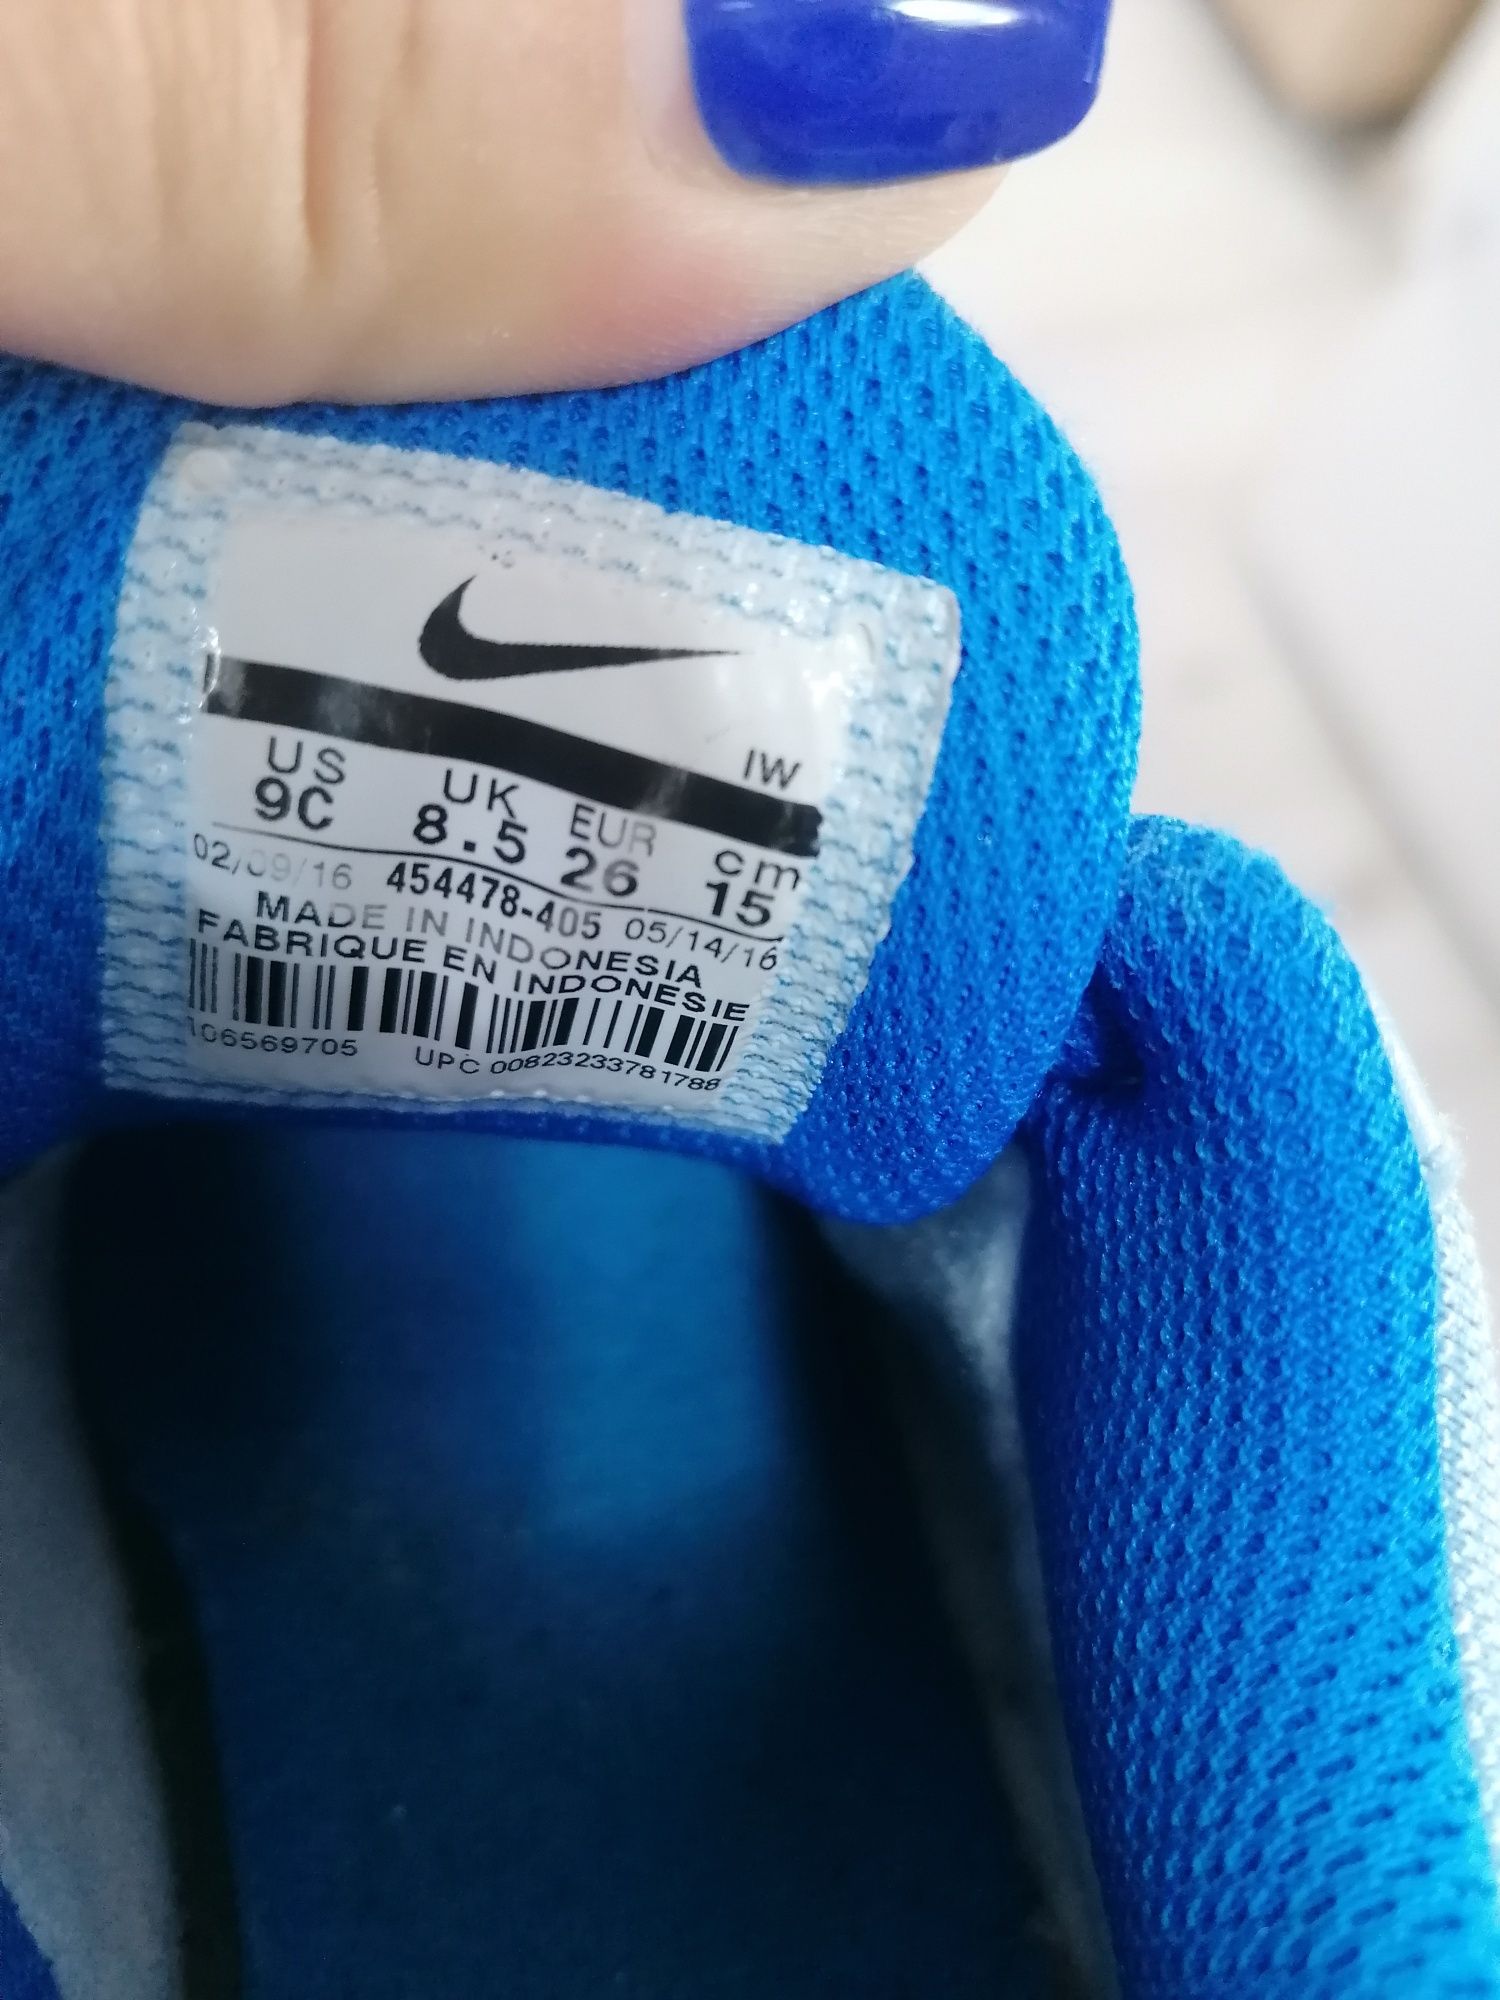 IW
US UK EUR cm
9C 8.5 26 15
02/09/16 454478-405 05/14/16
MADE IN INDONESIA
FABRIQUE EN INDONESIE
106569705 UPC 00823233781788